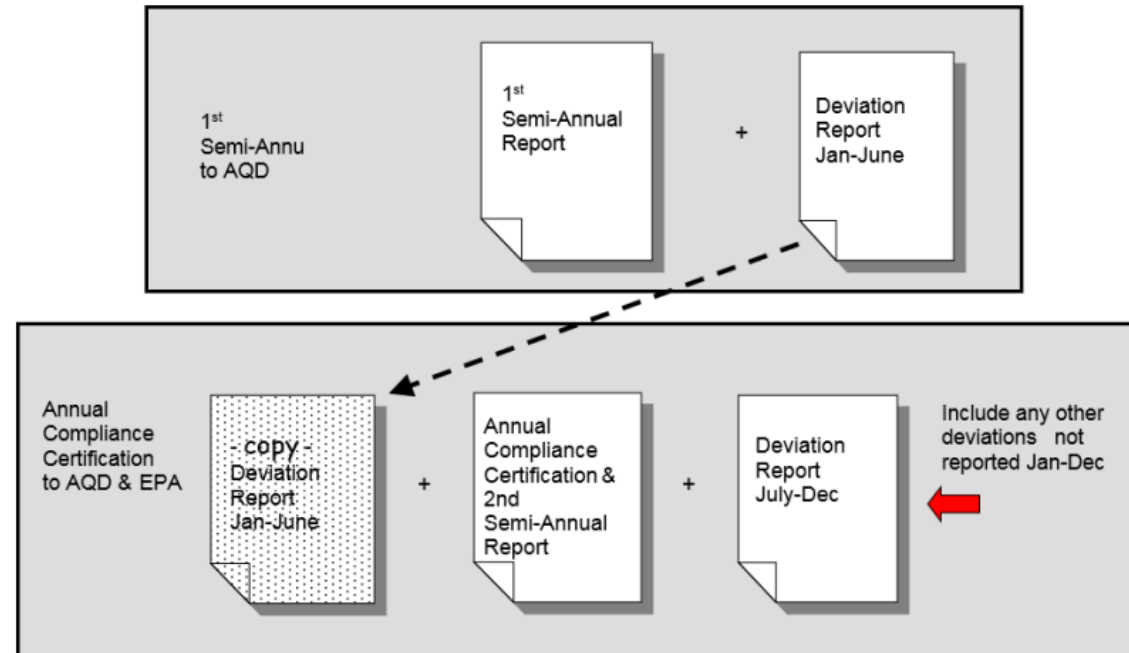 1st
Semi-Annu
to AQD
1st
Semi-Annual
Report
+
Deviation
Report
Jan-June
Annual
Compliance
Certification
to AQD & EPA
- copy -
Deviation
Report
Jan-June
+
Annual
Compliance
Certification &
2nd
Semi-Annual
Report
+
Deviation
Report
July-Dec
Include any other
deviations not
reported Jan-Dec